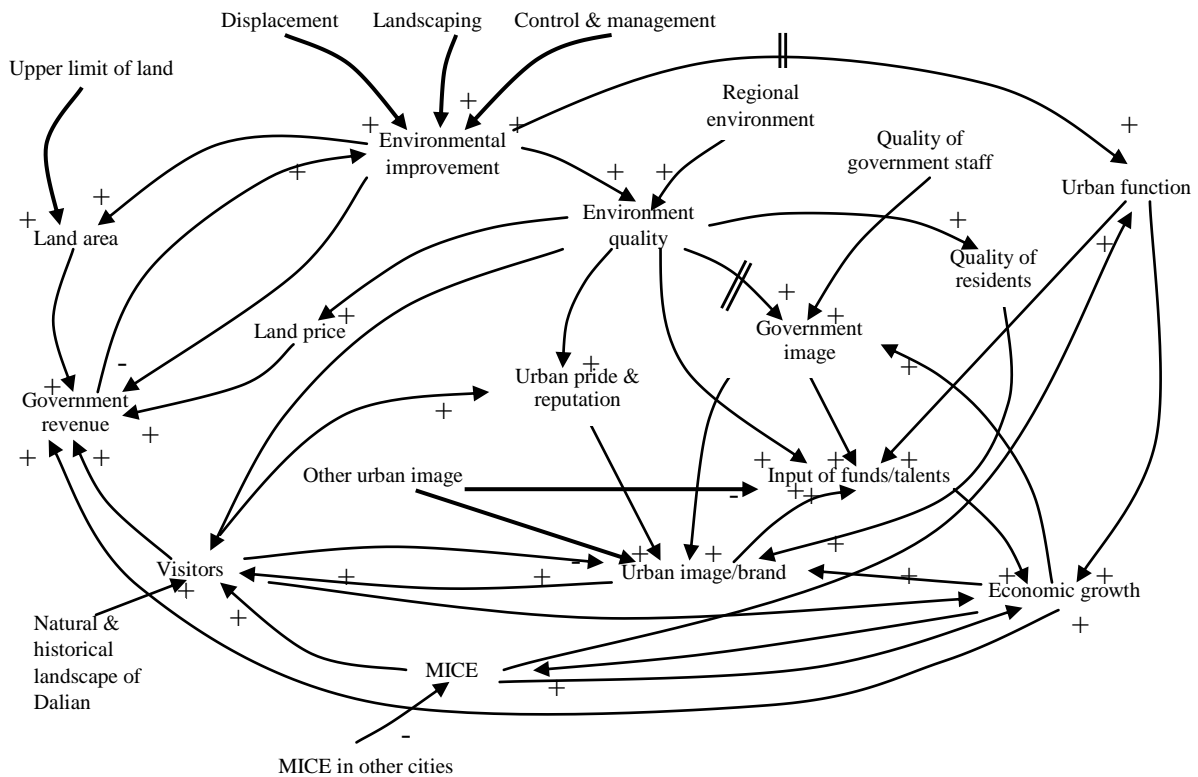 Displacement
Landscaping
Control & management
Upper limit of land
Regional
environment
Environmental
improvement
Quality of
government staff
Urban function
Land area
Environment
quality
Quality of
residents
Land price
Government
image
Government
revenue
Urban pride &
reputation
Other urban image
Input of funds/talents
Visitors
Urban image/brand
Economic growth
Natural &
historical
landscape of
Dalian
MICE
MICE in other cities